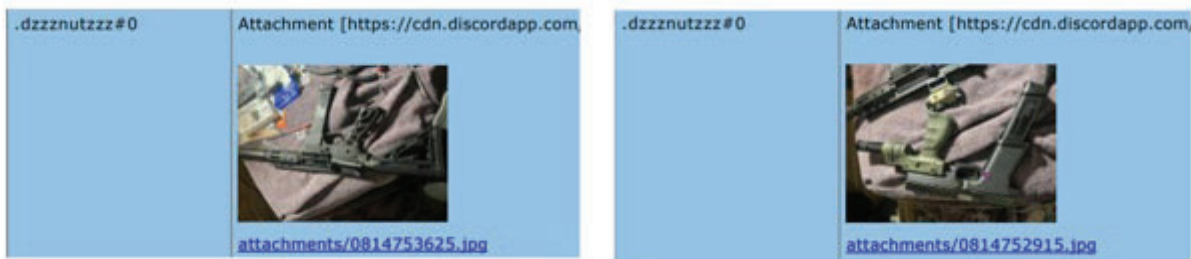 .dzzznutzzz#0
Attachment [https://cdn.discordapp.com,
attachments/0814753625.jpg
.dzzznutzzz#0
Attachment [https://cdn.discordapp.com,
attachments/0814752915.jpg